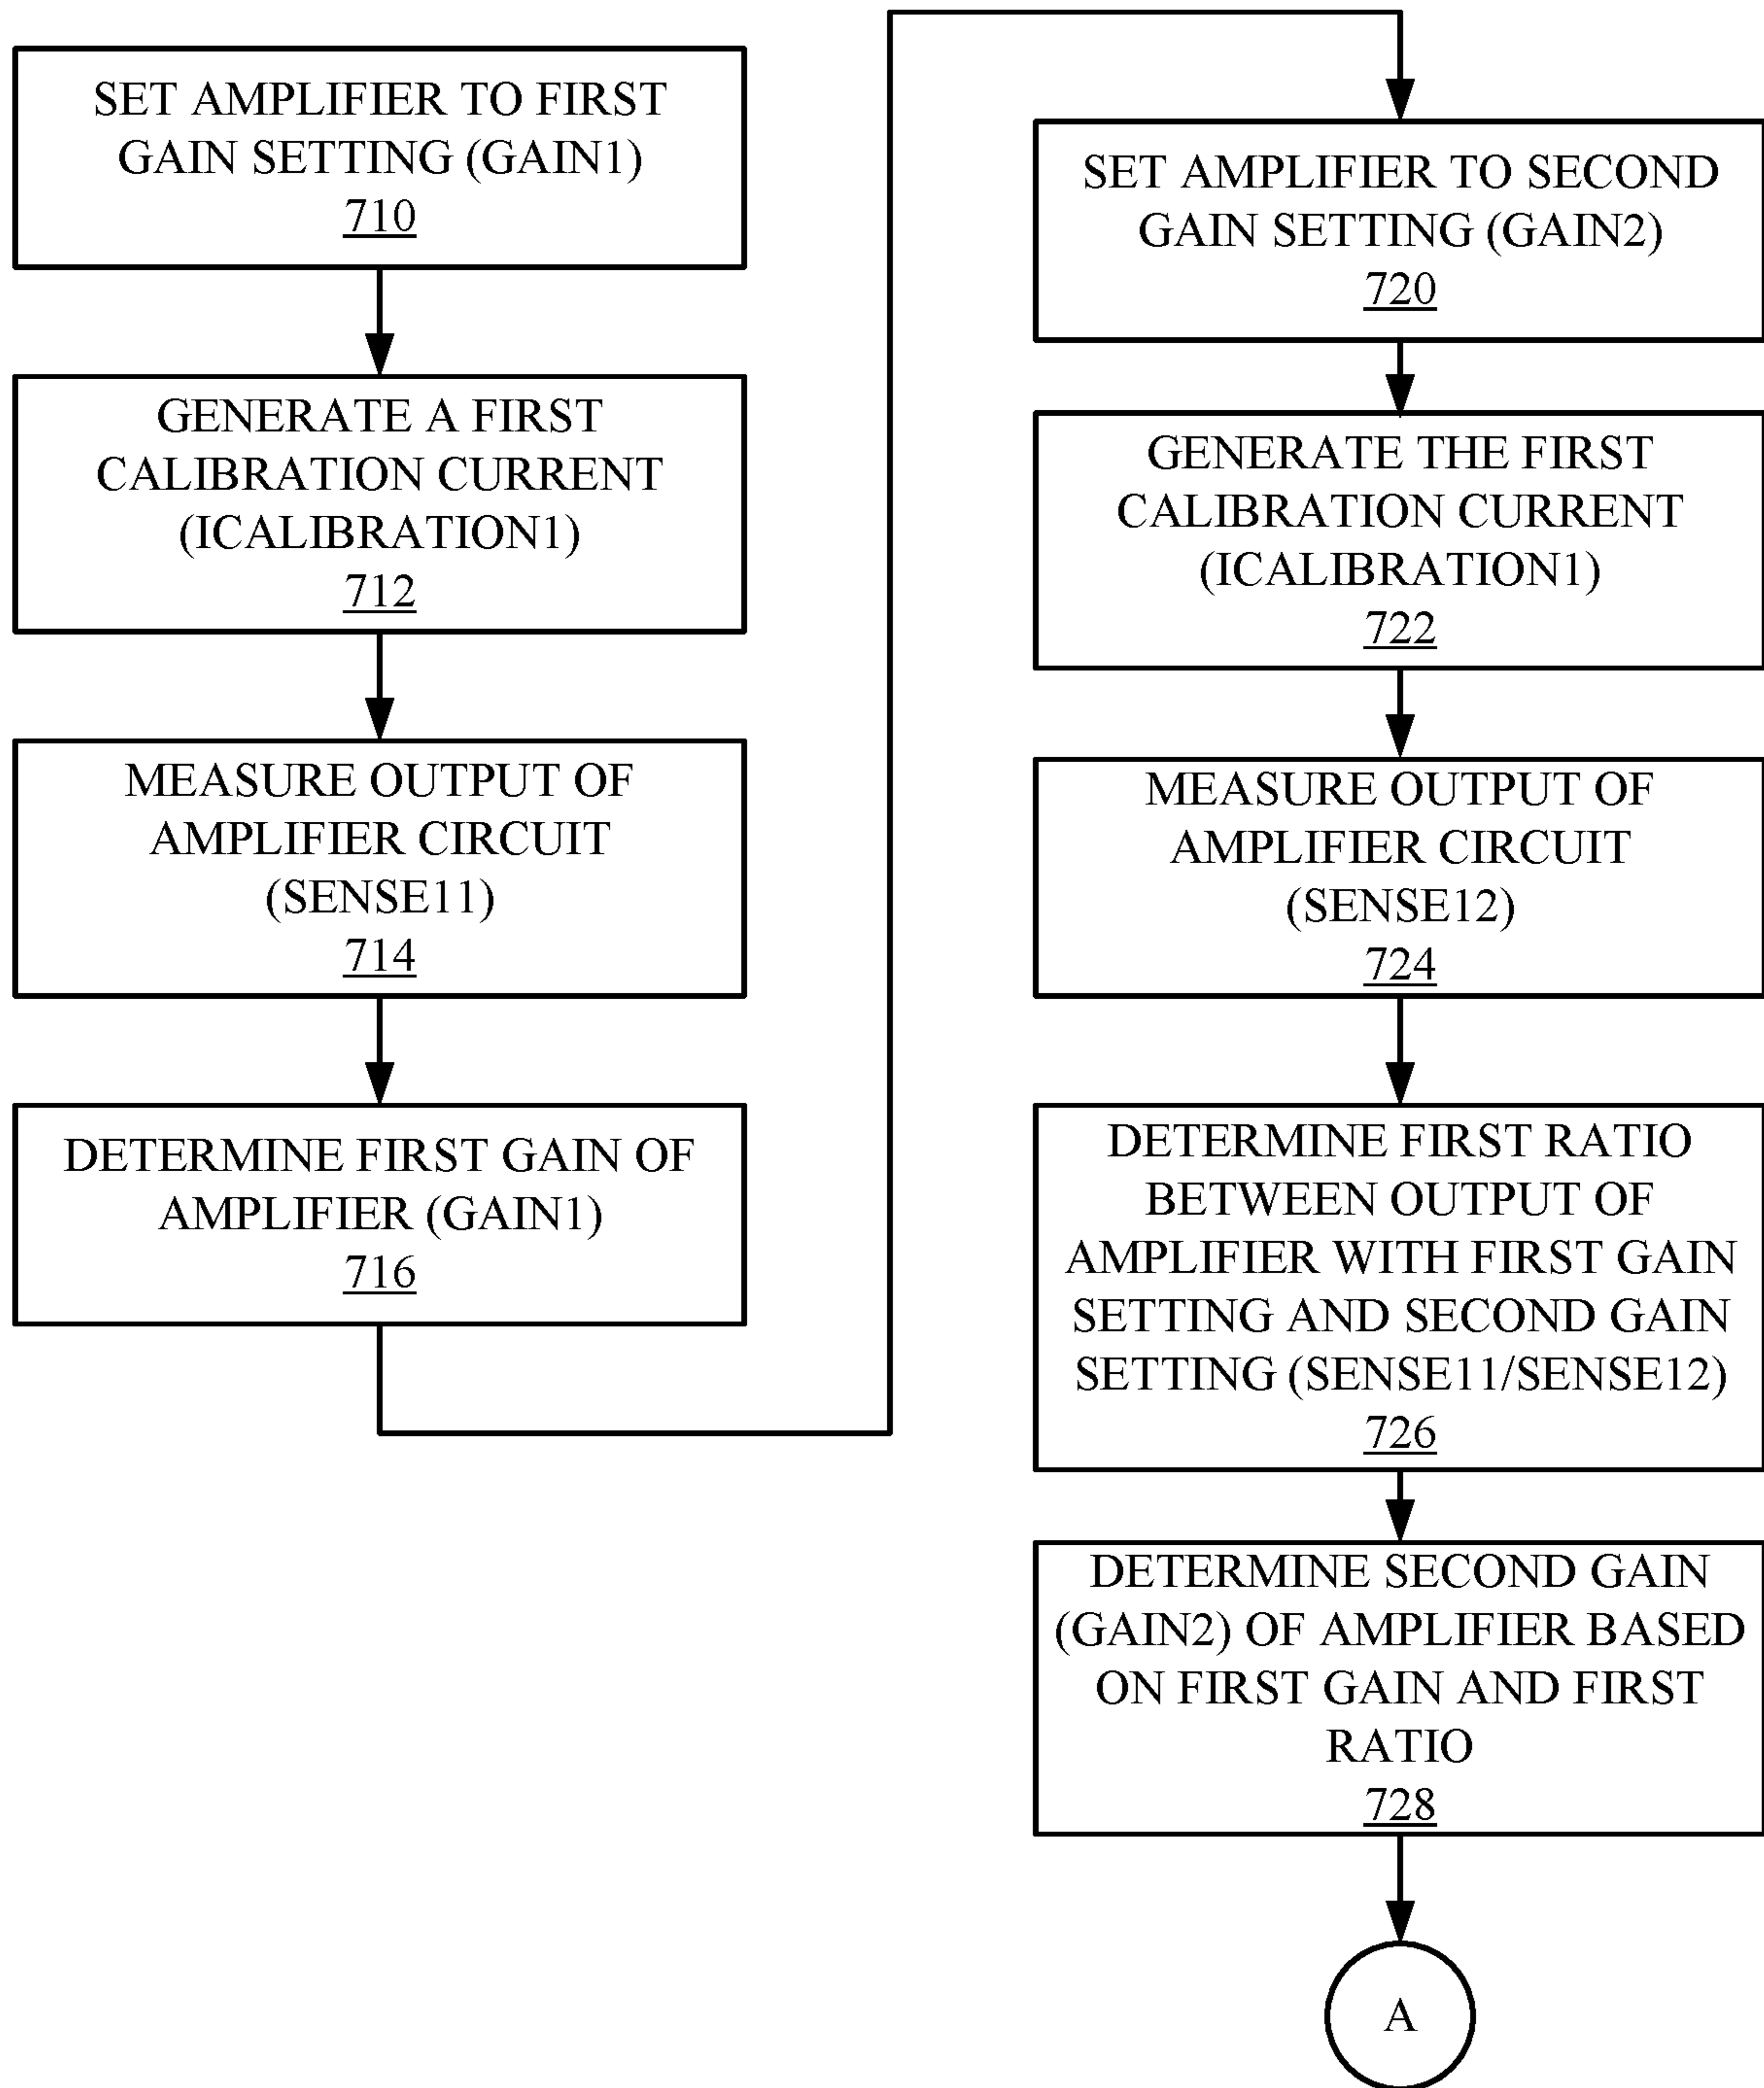 SET AMPLIFIER TO FIRST
GAIN SETTING (GAIN1)
710
GENERATE A FIRST
CALIBRATION CURRENT
(ICALIBRATION1)
712
MEASURE OUTPUT OF
AMPLIFIER CIRCUIT
(SENSE11)
714
DETERMINE FIRST GAIN OF
AMPLIFIER (GAIN1)
716
SET AMPLIFIER TO SECOND
GAIN SETTING (GAIN2)
720
GENERATE THE FIRST
CALIBRATION CURRENT
(ICALIBRATION1)
722
MEASURE OUTPUT OF
AMPLIFIER CIRCUIT
(SENSE12)
724
DETERMINE FIRST RATIO
BETWEEN OUTPUT OF
AMPLIFIER WITH FIRST GAIN
SETTING AND SECOND GAIN
SETTING (SENSE11/SENSE12)
726
DETERMINE SECOND GAIN
(GAIN2) OF AMPLIFIER BASED
ON FIRST GAIN AND FIRST
RATIO
728
A